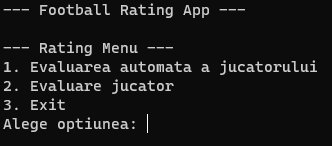 --- Football Rating App ---
--- Rating Menu ---
1. Evaluarea automata a jucatorului
2. Evaluare jucator
3. Exit
Alege optiunea: